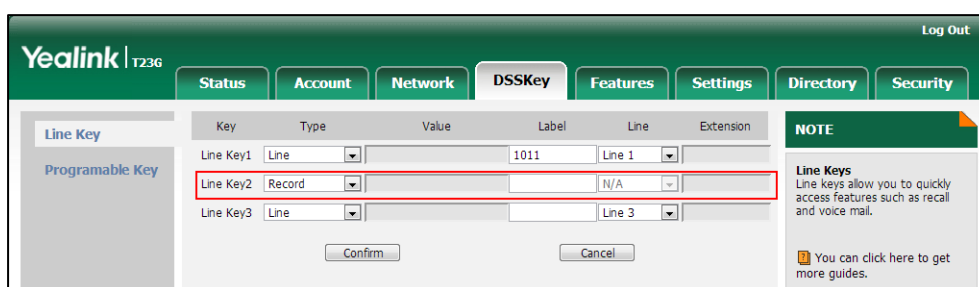 Log Out
Yealink T23G
Status Account Network DSSKey Features Settings Directory Security
Line Key
Programable Key
Key Type Value Label Line Extension
Line Key1 Line 1011 Line 1
Line Key2 Record N/A
Line Key3 Line Line 3
Confirm Cancel
NOTE
Line Keys
Line keys allow you to quickly
access features such as recall
and voice mail.
You can click here to get
more guides.